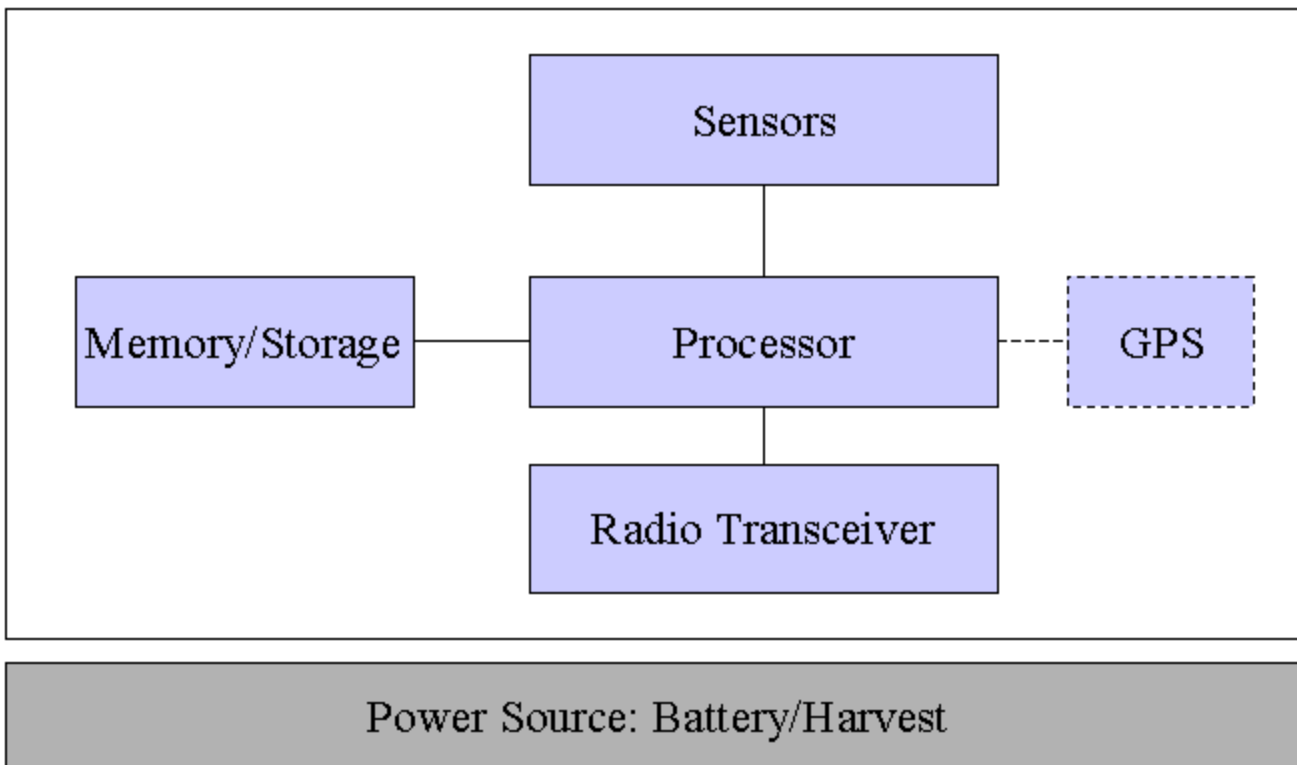 Sensors
Memory/Storage
Processor
GPS
Radio Transceiver
Power Source: Battery/Harvest